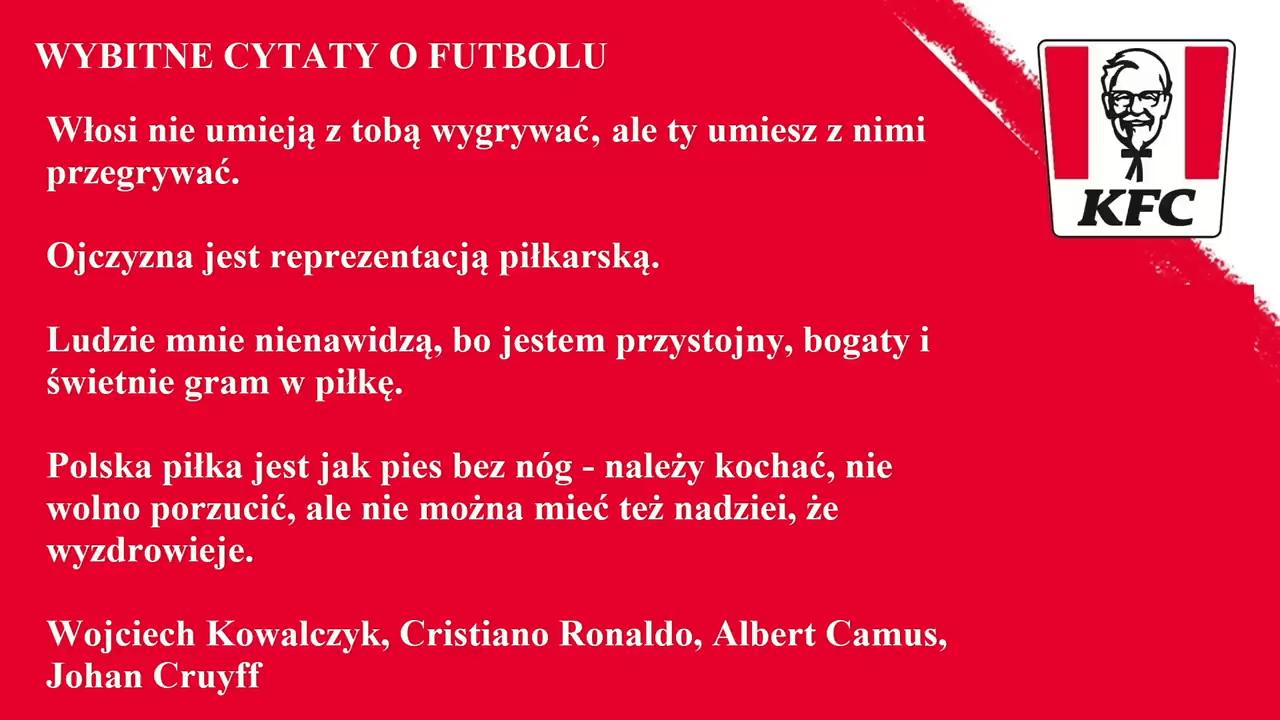 WYBITNE CYTATY O FUTBOLU
Włosi nie umieją z tobą wygrywać, ale ty umiesz z nimi
przegrywać.
Ojczyzna jest reprezentacją piłkarską.
Ludzie mnie nienawidzą, bo jestem przystojny, bogaty i
świetnie gram w piłkę.
Polska piłka jest jak pies bez nóg - należy kochać, nie
wolno porzucić, ale nie można mieć też nadziei, że
wyzdrowieje.
Wojciech Kowalczyk, Cristiano Ronaldo, Albert Camus,
Johan Cruyff
KFC